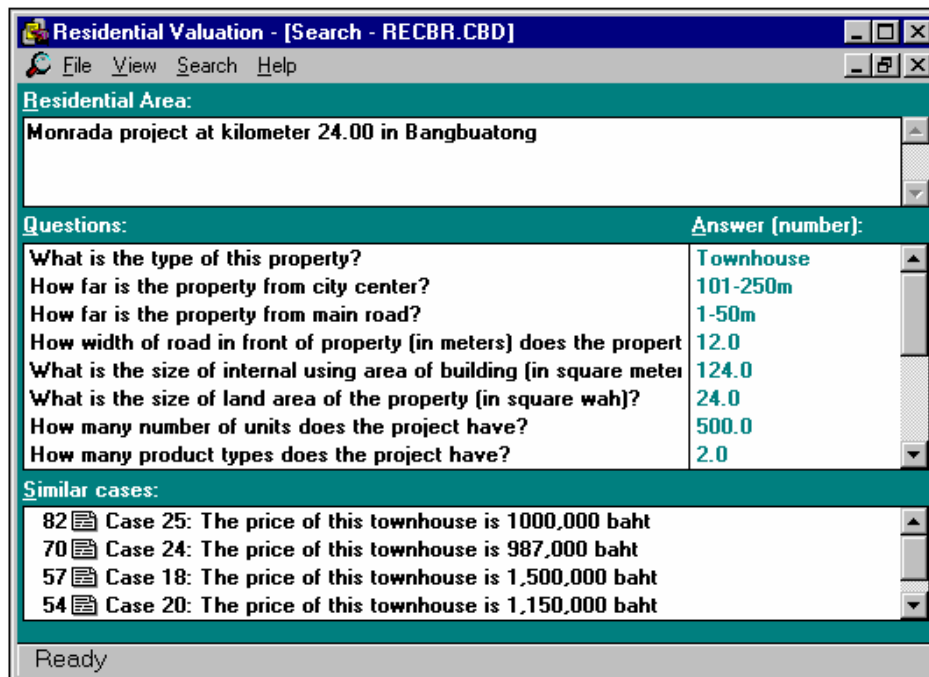 Residential Valuation - [Search - RECBR.CBD]
File View Search Help
Residential Area:
Monrada project at kilometer 24.00 in Bangbuatong
Questions: Answer (number):
What is the type of this property? Townhouse
How far is the property from city center? 101-250m
How far is the property from main road? 1-50m
How width of road in front of property (in meters) does the propert 12.0
What is the size of internal using area of building (in square meter 124.0
What is the size of land area of the property (in square wah)? 24.0
How many number of units does the project have? 500.0
How many product types does the project have? 2.0
Similar cases:
82 Case 25: The price of this townhouse is 1000,000 baht
70 Case 24: The price of this townhouse is 987,000 baht
57 Case 18: The price of this townhouse is 1,500,000 baht
54 Case 20: The price of this townhouse is 1,150,000 baht
Ready